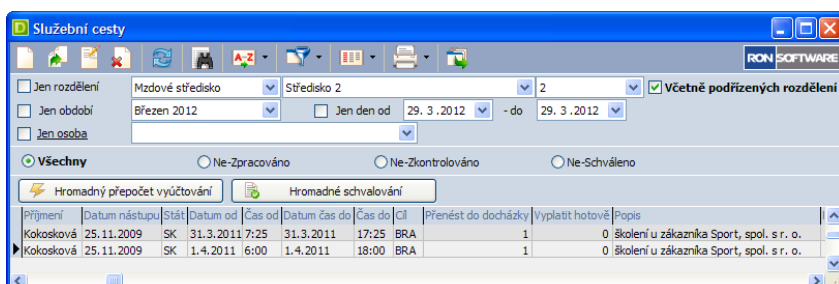 Služební cesty
RON SOFTWARE
Jen rozdělení Mzdové středisko Středisko 2 2 Včetně podřízených rozdělení
Jen období Březen 2012 Jen den od 29. 3 .2012 - do 29. 3 .2012
Jen osoba
Všechny Ne-Zpracováno Ne-Zkontrolováno Ne-Schváleno
Hromadný přepočet vyúčtování Hromadné schvalování
Příjmení Datum nástupu Stát Datum od Čas od Datum čas do Čas do Cíl Přenést do docházky Vyplatit hotově Popis
Kokosková 25.11.2009 SK 31.3.2011 7:25 31.3.2011 17:25 BRA 1 0 školení u zákazníka Sport, spol. s r. o.
Kokosková 25.11.2009 SK 1.4.2011 6:00 1.4.2011 18:00 BRA 1 0 školení u zákazníka Sport, spol. s r. o.